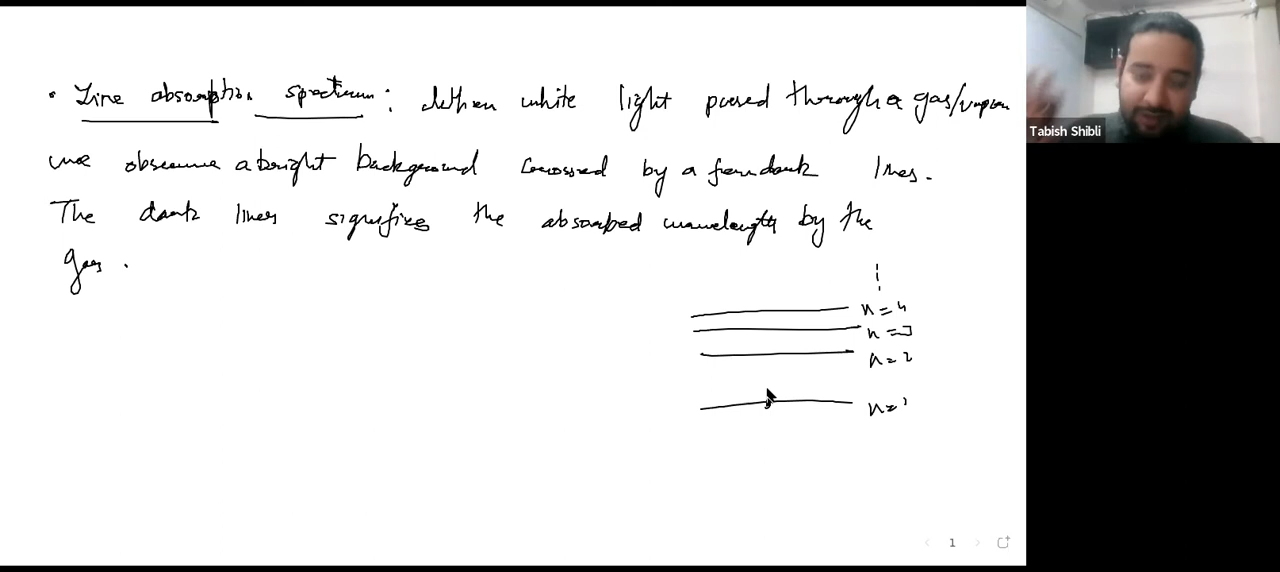 • Line absorption spectrum : When white light passed through a gas/vapour
we observe a bright background crossed by a few dark lines.
The dark lines signifies the absorbed wavelength by the
gas .
n = 4
n = 3
n = 2
n = 1
Tabish Shibli
1